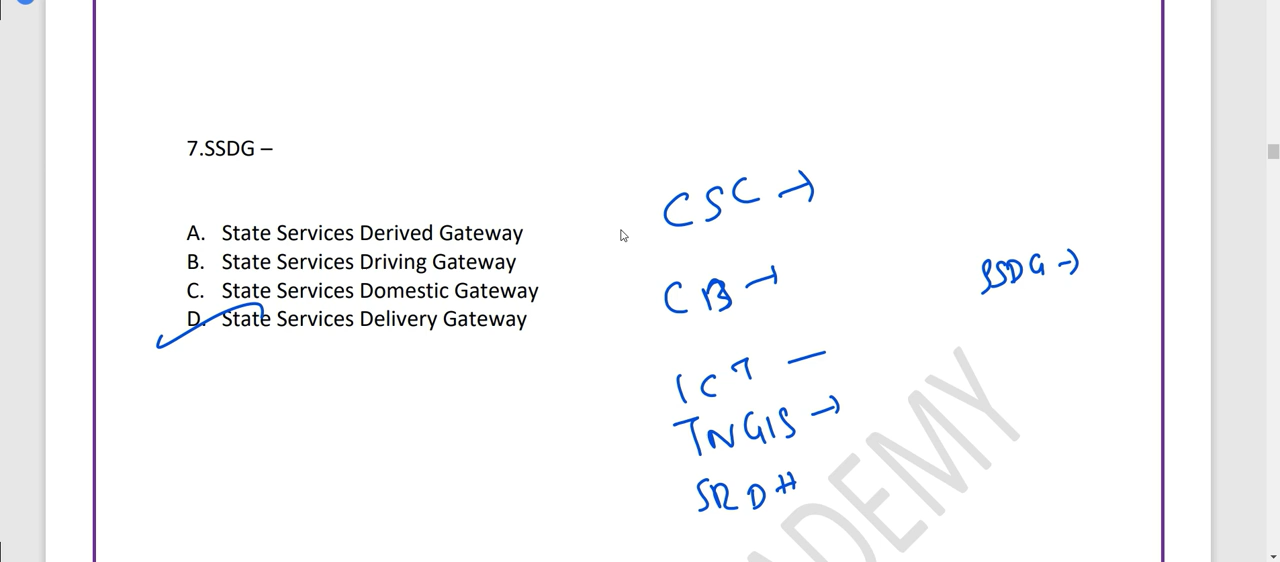 7.SSDG –
A. State Services Derived Gateway
B. State Services Driving Gateway
C. State Services Domestic Gateway
D. State Services Delivery Gateway
CSC →
CB →
SSDG →
ICT —
TNGIS →
SRDH
ADEMY